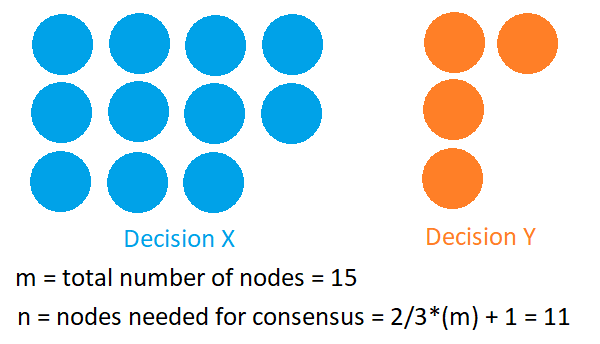 Decision X
Decision Y
m = total number of nodes = 15
n = nodes needed for consensus = 2/3*(m) + 1 = 11